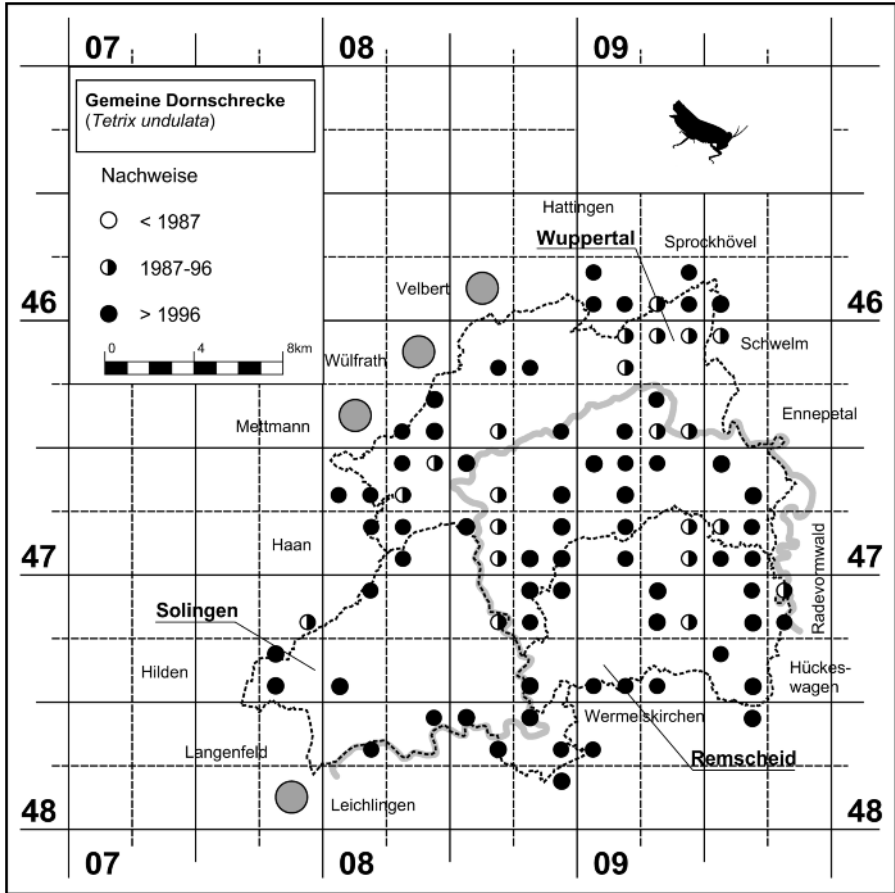 07 08 09
Gemeine Dornschrecke
(Tetrix undulata)
Nachweise
< 1987
1987-96
> 1996
0 4 8km
Hattingen
Wuppertal
Sprockhövel
Velbert
46 46
Schwelm
Wülfrath
Ennepetal
Mettmann
Haan
47 47
Radevormwald
Solingen
Hilden
Hückes-
wagen
Wermelskirchen
Langenfeld
Remscheid
Leichlingen
48 48
07 08 09